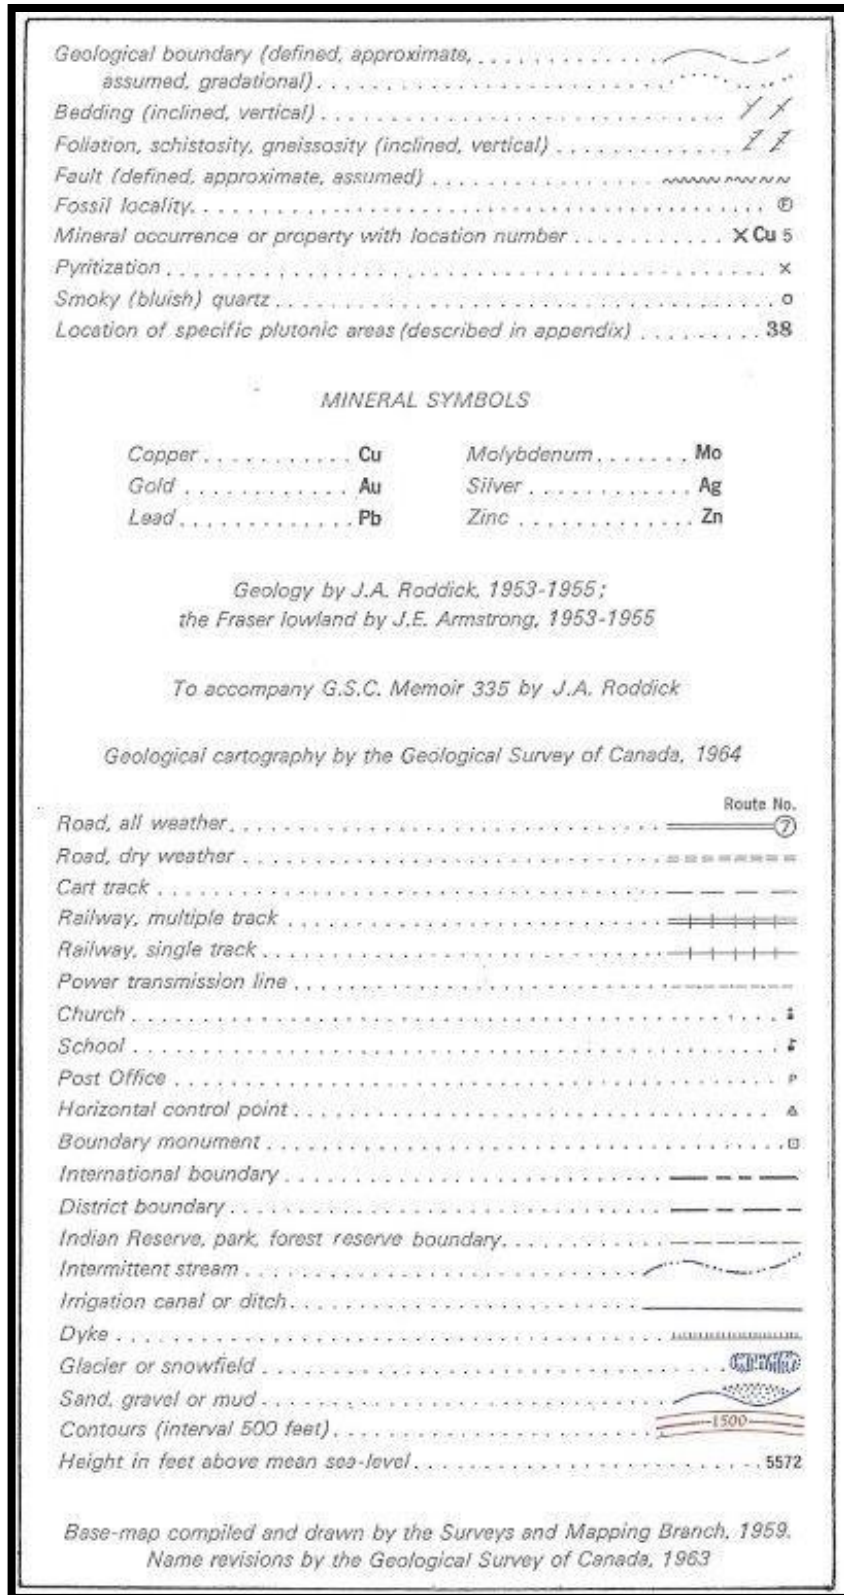 Geological boundary (defined, approximate,
assumed, gradational)
Bedding (inclined, vertical)
Foliation, schistosity, gneissosity (inclined, vertical)
Fault (defined, approximate, assumed)
Fossil locality F
Mineral occurrence or property with location number XCu 5
Pyritization x
Smoky (bluish) quartz o
Location of specific plutonic areas (described in appendix) 38
MINERAL SYMBOLS
Copper Cu Molybdenum Mo
Gold Au Silver Ag
Lead Pb Zinc Zn
Geology by J.A. Roddick, 1953-1955;
the Fraser lowland by J.E. Armstrong, 1953-1955
To accompany G.S.C. Memoir 335 by J.A. Roddick
Geological cartography by the Geological Survey of Canada, 1964
Route No.
Road, all weather 7
Road, dry weather
Cart track
Railway, multiple track
Railway, single track
Power transmission line
Church
School
Post Office P
Horizontal control point
Boundary monument
International boundary
District boundary
Indian Reserve, park, forest reserve boundary
Intermittent stream
Irrigation canal or ditch
Dyke
Glacier or snowfield
Sand, gravel or mud
Contours (interval 500 feet) 1500
Height in feet above mean sea-level 5572
Base-map compiled and drawn by the Surveys and Mapping Branch, 1959.
Name revisions by the Geological Survey of Canada, 1963